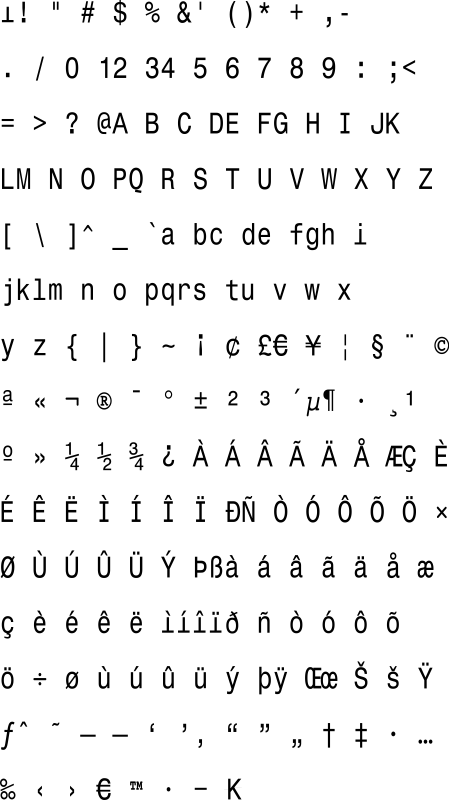 ɪ! " # $ % & ' ( ) * + , -
. / 0 12 34 5 6 7 8 9 : ; <
= > ? @A B C DE FG H I JK
LM N O PQ R S T U V W X Y Z
[ \ ]^ _ `a bc de fgh i
jklm n o pqrs tu v w x
y z { | } ~ ¡ ¢ £€ ¥ ¦ § ¨ ©
ª « ¬ ® ¯ ° ± ² ³ ´µ¶ · ¸¹
º » ¼ ½ ¾ ¿ À Á Â Ã Ä Å ÆÇ È
É Ê Ë Ì Í Î Ï ÐÑ Ò Ó Ô Õ Ö ×
Ø Ù Ú Û Ü Ý Þßà á â ã ä å æ
ç è é ê ë ìíîïð ñ ò ó ô õ
ö ÷ ø ù ú û ü ý þÿ Œœ Š š Ÿ
ƒˆ ˜ – — ‘ ’‚ “ ” „ † ‡ · …
‰ ‹ › € ™ · − K